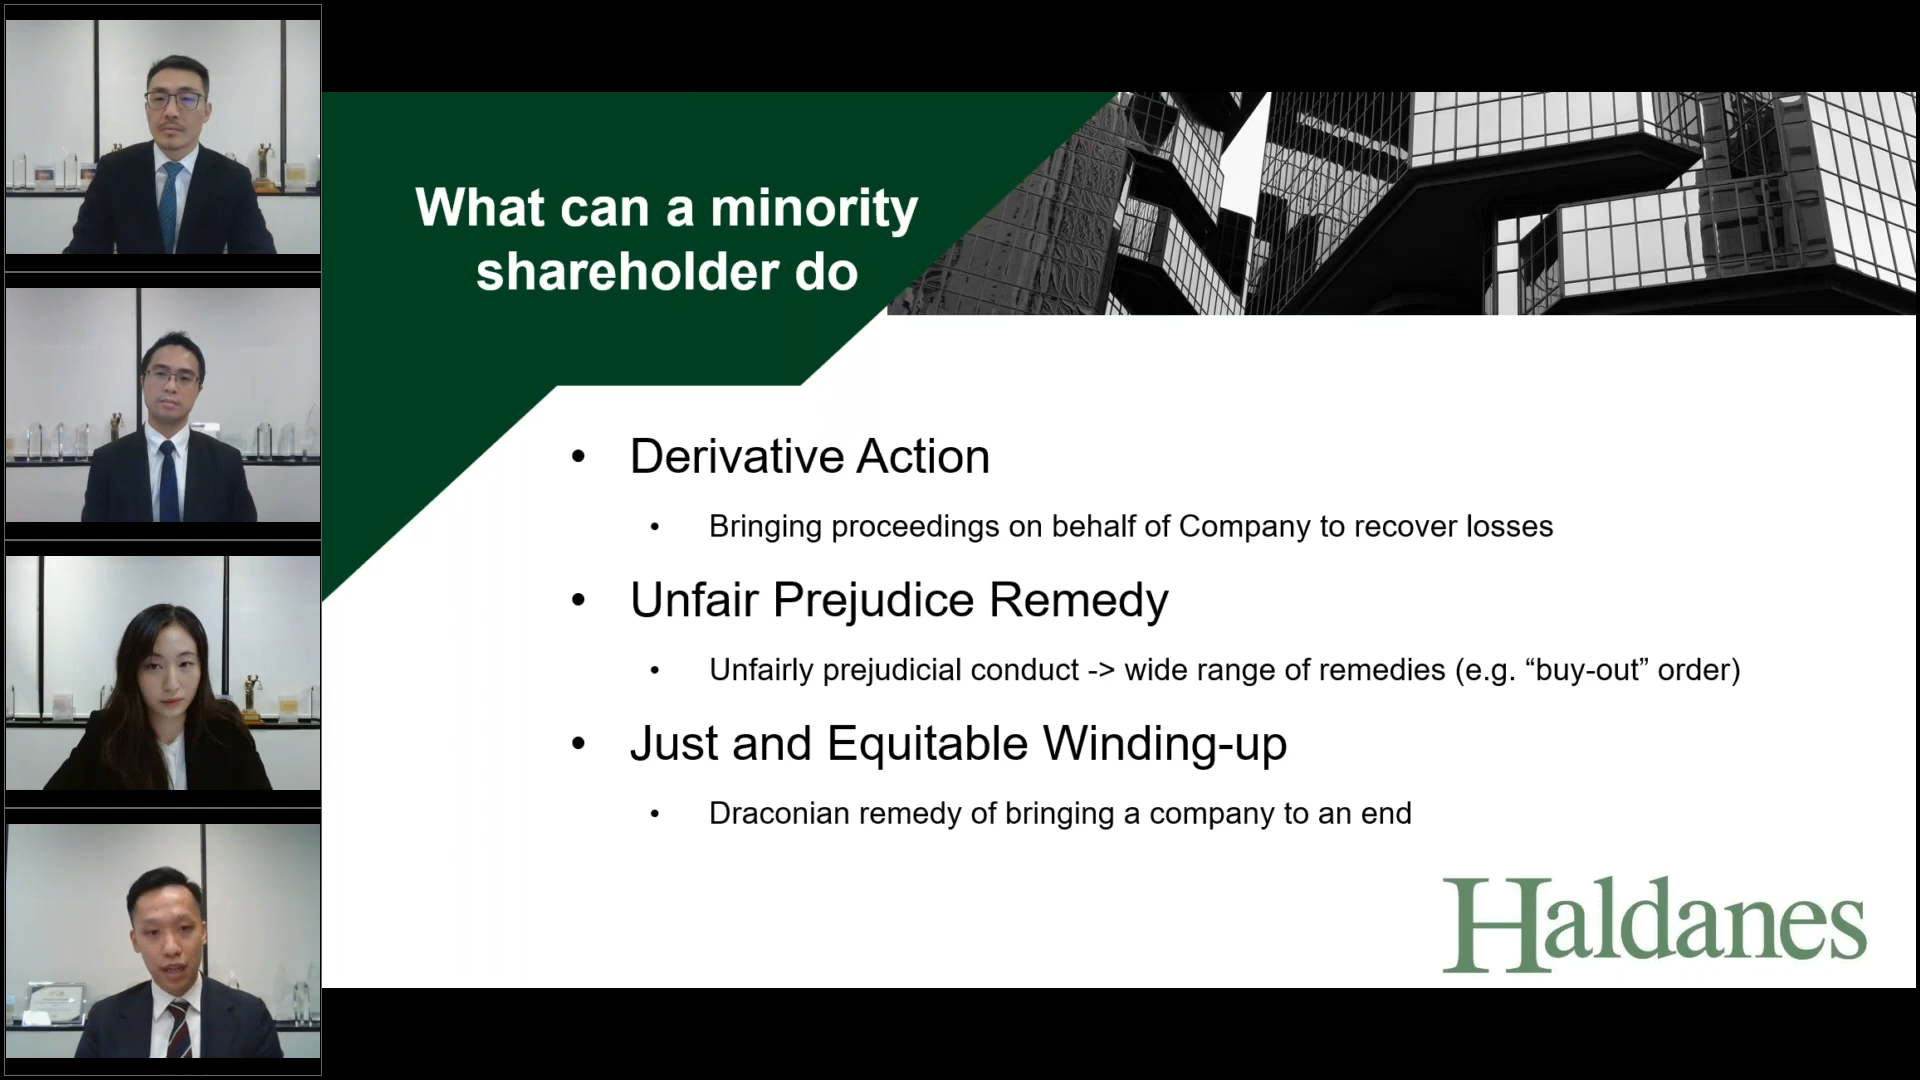 What can a minority
shareholder do
• Derivative Action
• Bringing proceedings on behalf of Company to recover losses
• Unfair Prejudice Remedy
• Unfairly prejudicial conduct -> wide range of remedies (e.g. “buy-out” order)
• Just and Equitable Winding-up
• Draconian remedy of bringing a company to an end
Haldanes